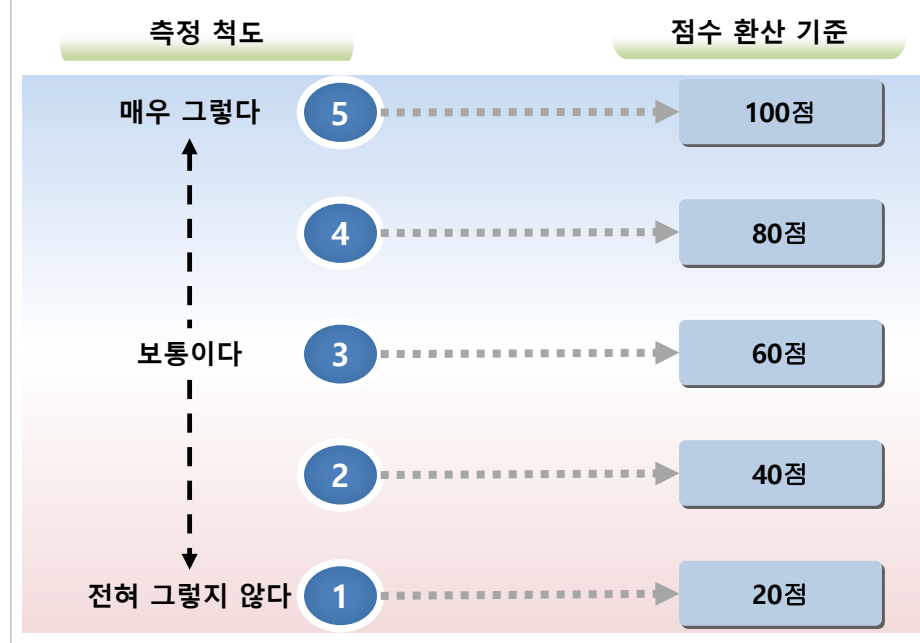 측정 척도 점수 환산 기준
매우 그렇다 5 100점
4 80점
보통이다 3 60점
2 40점
전혀 그렇지 않다 1 20점